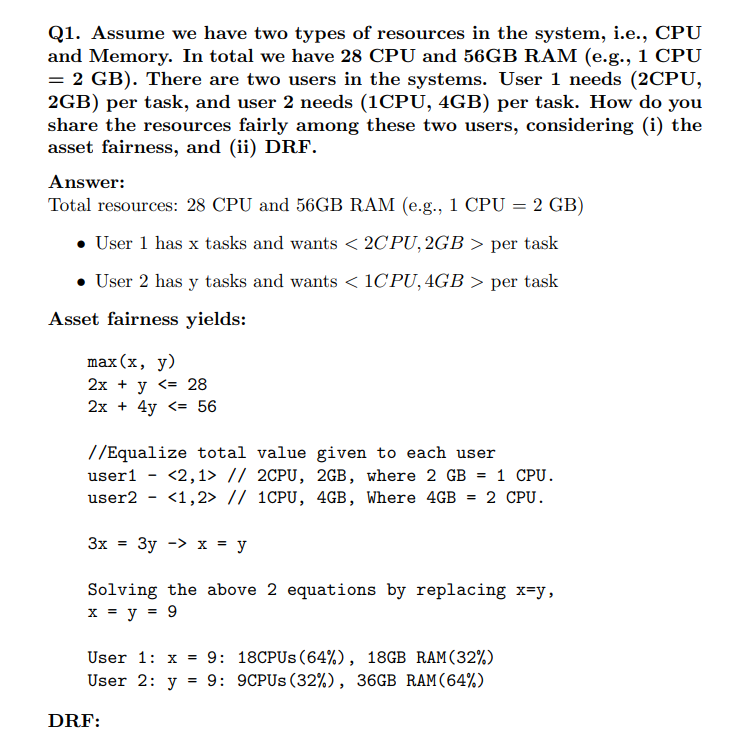 Q1. Assume we have two types of resources in the system, i.e., CPU
and Memory. In total we have 28 CPU and 56GB RAM (e.g., 1 CPU
= 2 GB). There are two users in the systems. User 1 needs (2CPU,
2GB) per task, and user 2 needs (1CPU, 4GB) per task. How do you
share the resources fairly among these two users, considering (i) the
asset fairness, and (ii) DRF.
Answer:
Total resources: 28 CPU and 56GB RAM (e.g., 1 CPU = 2 GB)
• User 1 has x tasks and wants < 2CPU, 2GB > per task
• User 2 has y tasks and wants < 1CPU, 4GB > per task
Asset fairness yields:
max(x, y)
2x + y <= 28
2x + 4y <= 56
//Equalize total value given to each user
user1 - <2,1> // 2CPU, 2GB, where 2 GB = 1 CPU.
user2 - <1,2> // 1CPU, 4GB, Where 4GB = 2 CPU.
3x = 3y -> x = y
Solving the above 2 equations by replacing x=y,
x = y = 9
User 1: x = 9: 18CPUs(64%), 18GB RAM(32%)
User 2: y = 9: 9CPUs(32%), 36GB RAM(64%)
DRF: